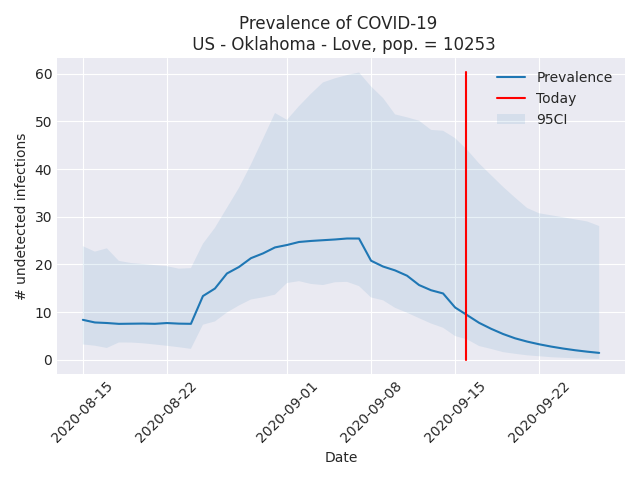 Prevalence of COVID-19
US - Oklahoma - Love, pop. = 10253
Prevalence
Today
95CI
# undetected infections
60
50
40
30
20
10
0
2020-08-15
2020-08-22
2020-09-01
2020-09-08
2020-09-15
2020-09-22
Date